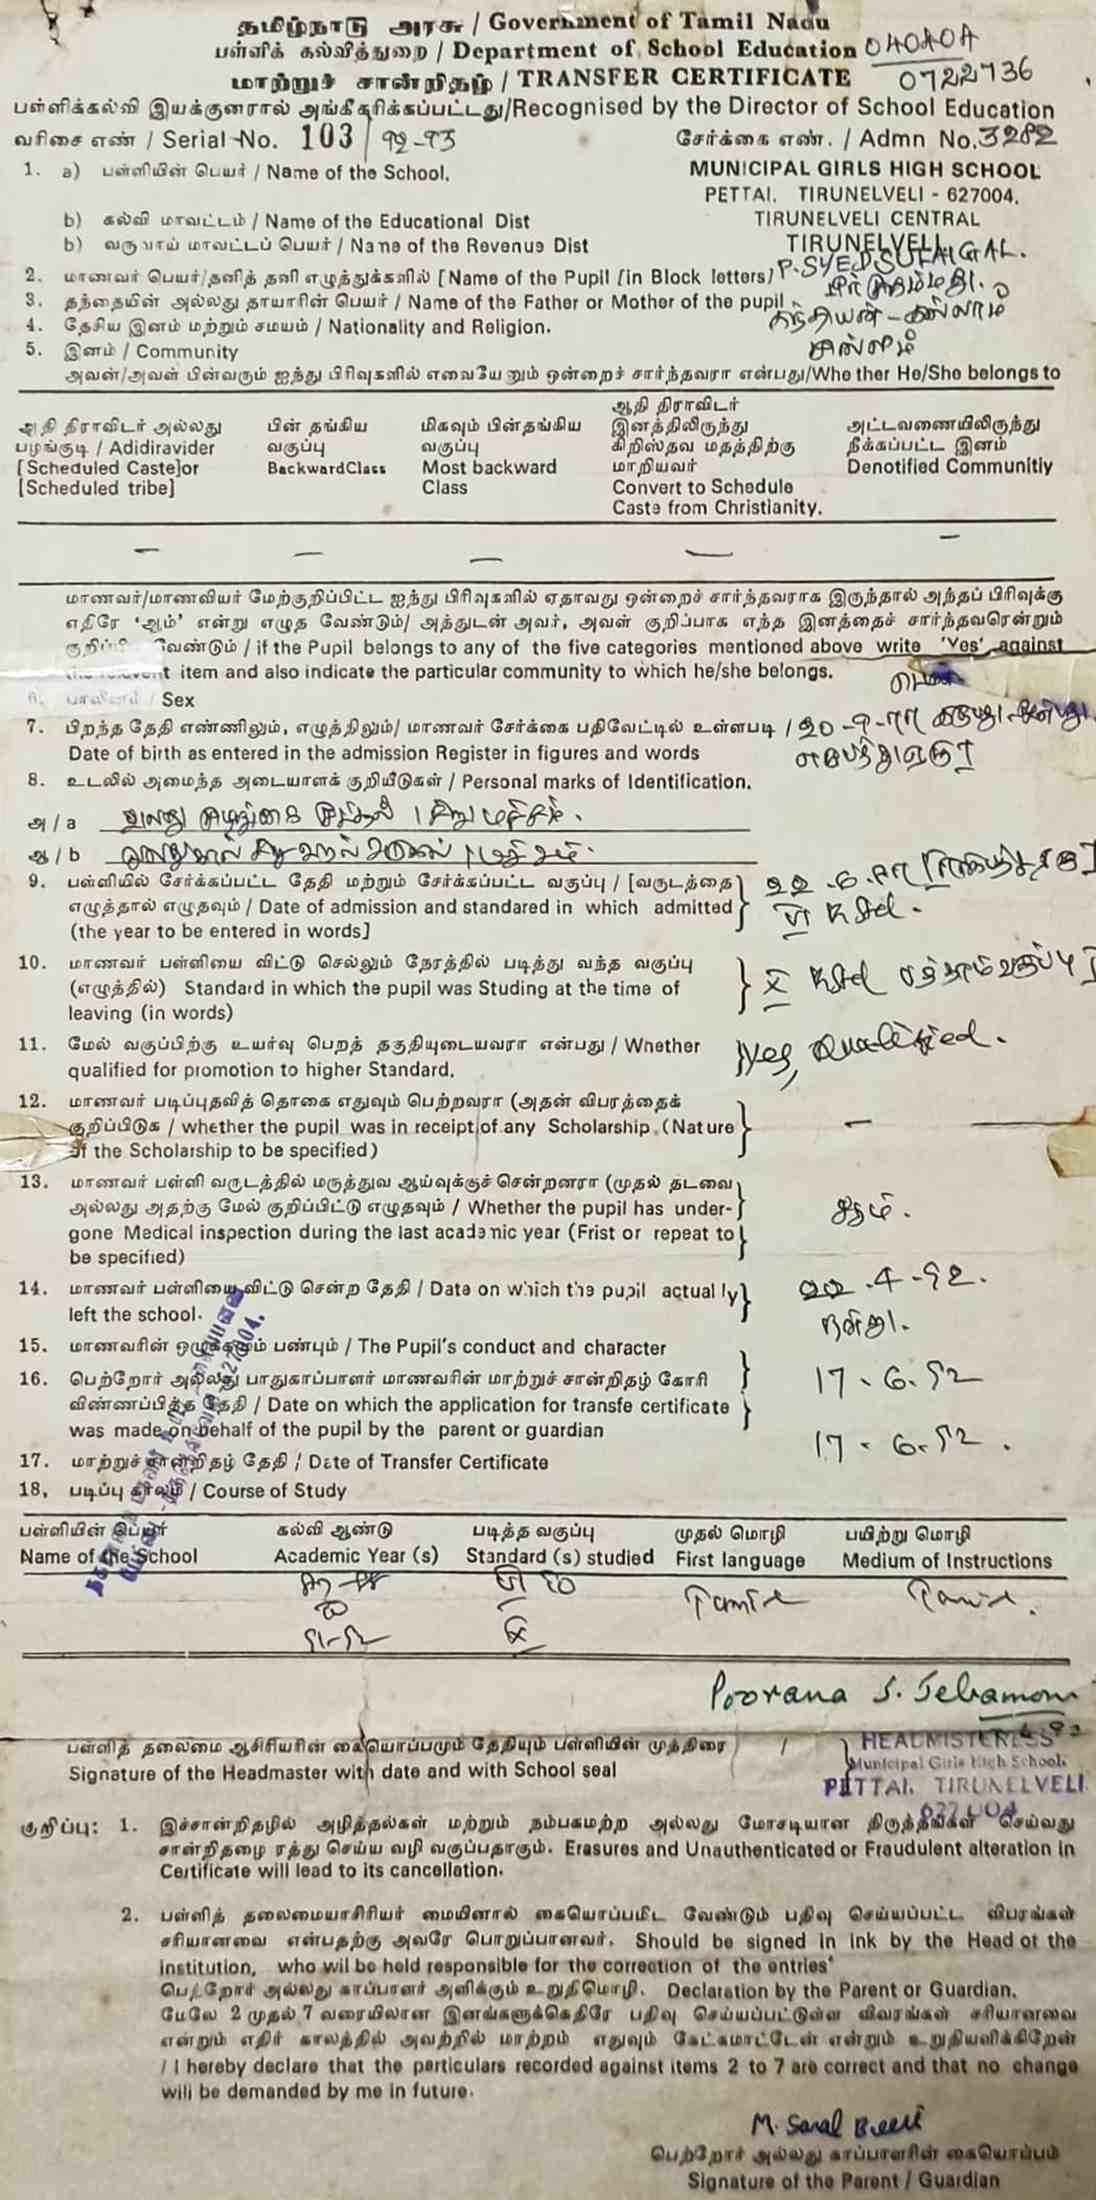 தமிழ்நாடு அரசு / Government of Tamil Nadu
பள்ளிக் கல்வித்துறை / Department of School Education
மாற்றுச் சான்றிதழ் / TRANSFER CERTIFICATE 0722736
பள்ளிக்கல்வி இயக்குனரால் அங்கீகரிக்கப்பட்டது/Recognised by the Director of School Education
வரிசை எண் / Serial No. 103 / 92-93 சேர்க்கை எண். / Admn No. 3282
1. a) பள்ளியின் பெயர் / Name of the School. MUNICIPAL GIRLS HIGH SCHOOL
PETTAI. TIRUNELVELI - 627004.
b) கல்வி மாவட்டம் / Name of the Educational Dist TIRUNELVELI CENTRAL
b) வருவாய் மாவட்டப் பெயர் / Name of the Revenue Dist TIRUNELVELI.
2. மாணவர் பெயர்/தனித் தனி எழுத்துக்களில் [Name of the Pupil [in Block letters] P. SYED
3. தந்தையின் அல்லது தாயாரின் பெயர் / Name of the Father or Mother of the pupil
4. தேசிய இனம் மற்றும் சமயம் / Nationality and Religion. இந்தியன் - இஸ்லாம்
5. இனம் / Community
அவன்/அவள் பின்வரும் ஐந்து பிரிவுகளில் எவையேனும் ஒன்றைச் சார்ந்தவரா என்பது/Whe ther He/She belongs to
ஆதி திராவிடர் அல்லது பழங்குடி / Adidiravider [Scheduled Caste]or [Scheduled tribe]
பின் தங்கிய வகுப்பு BackwardClass
மிகவும் பின்தங்கிய வகுப்பு Most backward Class
ஆதி திராவிடர் இனத்திலிருந்து கிறிஸ்தவ மதத்திற்கு மாறியவர் Convert to Schedule Caste from Christianity.
அட்டவணையிலிருந்து நீக்கப்பட்ட இனம் Denotified Communitiy
— — — — —
மாணவர்/மாணவியர் மேற்குறிப்பிட்ட ஐந்து பிரிவுகளில் ஏதாவது ஒன்றைச் சார்ந்தவராக இருந்தால் அந்தப் பிரிவுக்கு
எதிரே 'ஆம்' என்று எழுத வேண்டும்/ அத்துடன் அவர், அவள் குறிப்பாக எந்த இனத்தைச் சார்ந்தவரென்றும்
வேண்டும் / if the Pupil belongs to any of the five categories mentioned above write 'Yes' against
item and also indicate the particular community to which he/she belongs.
6. பாலினம் / Sex பெண்
7. பிறந்த தேதி எண்ணிலும், எழுத்திலும்/ மாணவர் சேர்க்கை பதிவேட்டில் உள்ளபடி / 20-9-77
Date of birth as entered in the admission Register in figures and words
8. உடலில் அமைந்த அடையாளக் குறியீடுகள் / Personal marks of Identification.
அ / a வலது
ஆ / b
9. பள்ளியில் சேர்க்கப்பட்ட தேதி மற்றும் சேர்க்கப்பட்ட வகுப்பு / [வருடத்தை
எழுத்தால் எழுதவும் / Date of admission and standared in which admitted VI Std.
(the year to be entered in words]
10. மாணவர் பள்ளியை விட்டு செல்லும் நேரத்தில் படித்து வந்த வகுப்பு
(எழுத்தில்) Standard in which the pupil was Studing at the time of X Std பத்தாம் வகுப்பு
leaving (in words)
11. மேல் வகுப்பிற்கு உயர்வு பெறத் தகுதியுடையவரா என்பது / Whether Yes, Qualified.
qualified for promotion to higher Standard.
12. மாணவர் படிப்புதவித் தொகை எதுவும் பெற்றவரா (அதன் விபரத்தைக்
குறிப்பிடுக / whether the pupil was in receipt of any Scholarship (Nature —
of the Scholarship to be specified)
13. மாணவர் பள்ளி வருடத்தில் மருத்துவ ஆய்வுக்குச் சென்றனரா (முதல் தடவை
அல்லது அதற்கு மேல் குறிப்பிட்டு எழுதவும் / Whether the pupil has under- ஆம்.
gone Medical inspection during the last academic year (Frist or repeat to
be specified)
14. மாணவர் பள்ளியை விட்டு சென்ற தேதி / Date on which the pupil actually 22.4-92.
left the school.
15. மாணவரின் ஒழுக்கமும் பண்பும் / The Pupil's conduct and character நன்று.
16. பெற்றோர் அல்லது பாதுகாப்பாளர் மாணவரின் மாற்றுச் சான்றிதழ் கோரி 17-6-92
விண்ணப்பித்த தேதி / Date on which the application for transfe certificate
was made on behalf of the pupil by the parent or guardian
17. மாற்றுச் சான்றிதழ் தேதி / Date of Transfer Certificate 17-6.92.
18. படிப்பு காலம் / Course of Study
பள்ளியின் பெயர் கல்வி ஆண்டு படித்த வகுப்பு முதல் மொழி பயிற்று மொழி
Name of the School Academic Year (s) Standard (s) studied First language Medium of Instructions
87-88 VI to Tamil Tamil.
to
91-92 X
Poorana S. Jebamoni
பள்ளித் தலைமை ஆசிரியரின் கையொப்பமும் தேதியும் பள்ளியின் முத்திரை HEADMISTRESS
Signature of the Headmaster with date and with School seal Municipal Girls High School.
PETTAI. TIRUNELVELI
627 004
குறிப்பு: 1. இச்சான்றிதழில் அழித்தல்கள் மற்றும் நம்பகமற்ற அல்லது மோசடியான திருத்தங்கள் செய்வது
சான்றிதழை ரத்து செய்ய வழி வகுப்பதாகும். Erasures and Unauthenticated or Fraudulent alteration in
Certificate will lead to its cancellation.
2. பள்ளித் தலைமையாசிரியர் மையினால் கையொப்பமிட வேண்டும் பதிவு செய்யப்பட்ட விபரங்கள்
சரியானவை என்பதற்கு அவரே பொறுப்பானவர். Should be signed in ink by the Head ot the
institution, who wil be held responsible for the correction of the entries'
பெற்றோர் அல்லது காப்பாளர் அளிக்கும் உறுதிமொழி. Declaration by the Parent or Guardian.
மேலே 2 முதல் 7 வரையிலான இனங்களுக்கெதிரே பதிவு செய்யப்பட்டுள்ள விவரங்கள் சரியானவை
என்றும் எதிர் காலத்தில் அவற்றில் மாற்றம் எதுவும் கேட்கமாட்டேன் என்றும் உறுதியளிக்கிறேன்
/ I hereby declare that the particulars recorded against items 2 to 7 are correct and that no change
will be demanded by me in future.
M. Saral Beevi
பெற்றோர் அல்லது காப்பாளரின் கையொப்பம்
Signature of the Parent / Guardian